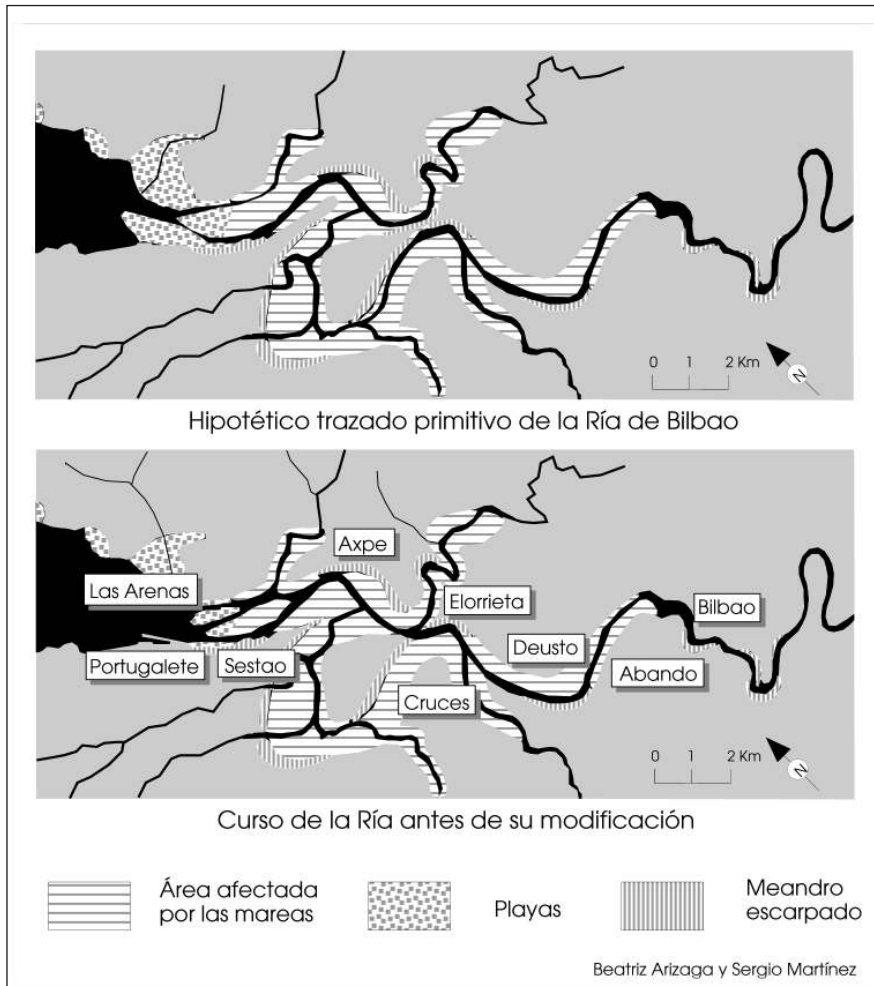 0 1 2 Km
N
Hipotético trazado primitivo de la Ría de Bilbao
Axpe
Las Arenas
Elorrieta
Bilbao
Deusto
Portugalete
Sestao
Abando
Cruces
0 1 2 Km
N
Curso de la Ría antes de su modificación
Área afectada
por las mareas
Playas
Meandro
escarpado
Beatriz Arizaga y Sergio Martínez